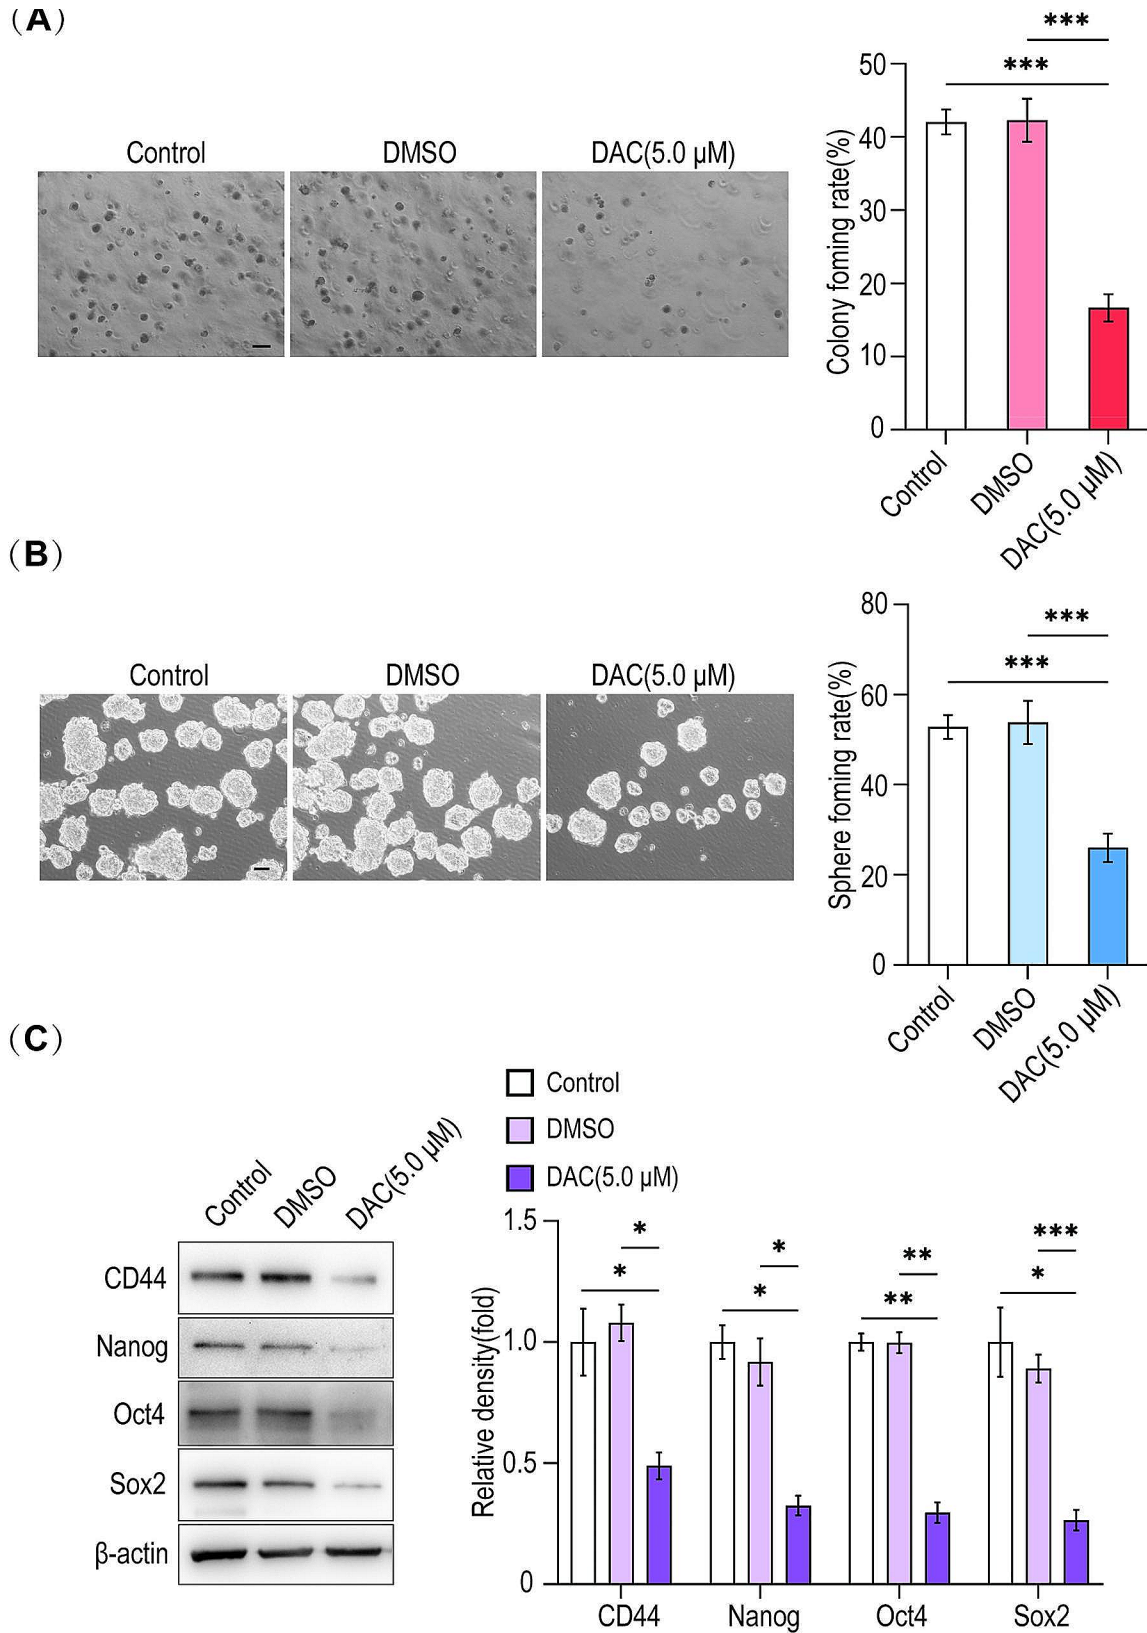 (A)
***
***
Control
DMSO
DAC(5.0 μM)
50
40
30
20
10
0
Colony foming rate(%)
Control
DMSO
DAC(5.0 μM)
(B)
***
***
Control
DMSO
DAC(5.0 μM)
80
60
40
20
0
Sphere foming rate(%)
Control
DMSO
DAC(5.0 μM)
(C)
Control
DMSO
DAC(5.0 μM)
CD44
Nanog
Oct4
Sox2
β-actin
Control
DMSO
DAC(5.0 μM)
1.5
1.0
0.5
0
Relative density(fold)
*
*
*
*
**
**
***
*
CD44
Nanog
Oct4
Sox2